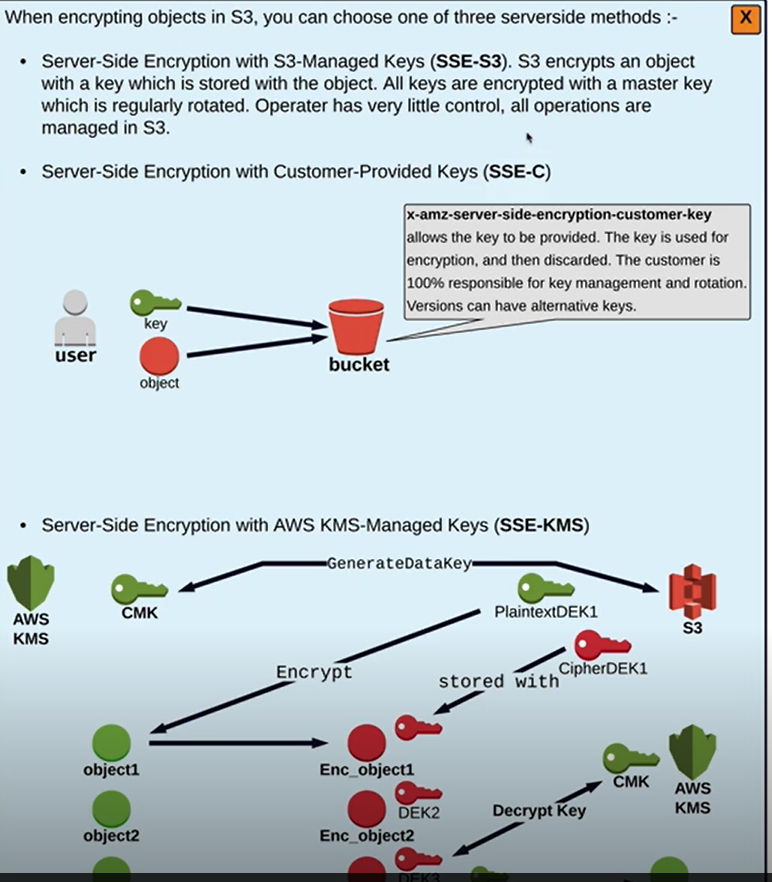 When encrypting objects in S3, you can choose one of three serverside methods :-
X
• Server-Side Encryption with S3-Managed Keys (SSE-S3). S3 encrypts an object
with a key which is stored with the object. All keys are encrypted with a master key
which is regularly rotated. Operater has very little control, all operations are
managed in S3.
• Server-Side Encryption with Customer-Provided Keys (SSE-C)
x-amz-server-side-encryption-customer-key
allows the key to be provided. The key is used for
encryption, and then discarded. The customer is
100% responsible for key management and rotation.
Versions can have alternative keys.
user
key
object
bucket
• Server-Side Encryption with AWS KMS-Managed Keys (SSE-KMS)
GenerateDataKey
AWS
KMS
CMK
PlaintextDEK1
S3
Encrypt
stored with
CipherDEK1
object1
Enc_object1
CMK
AWS
KMS
object2
DEK2
Enc_object2
Decrypt Key
DEK3